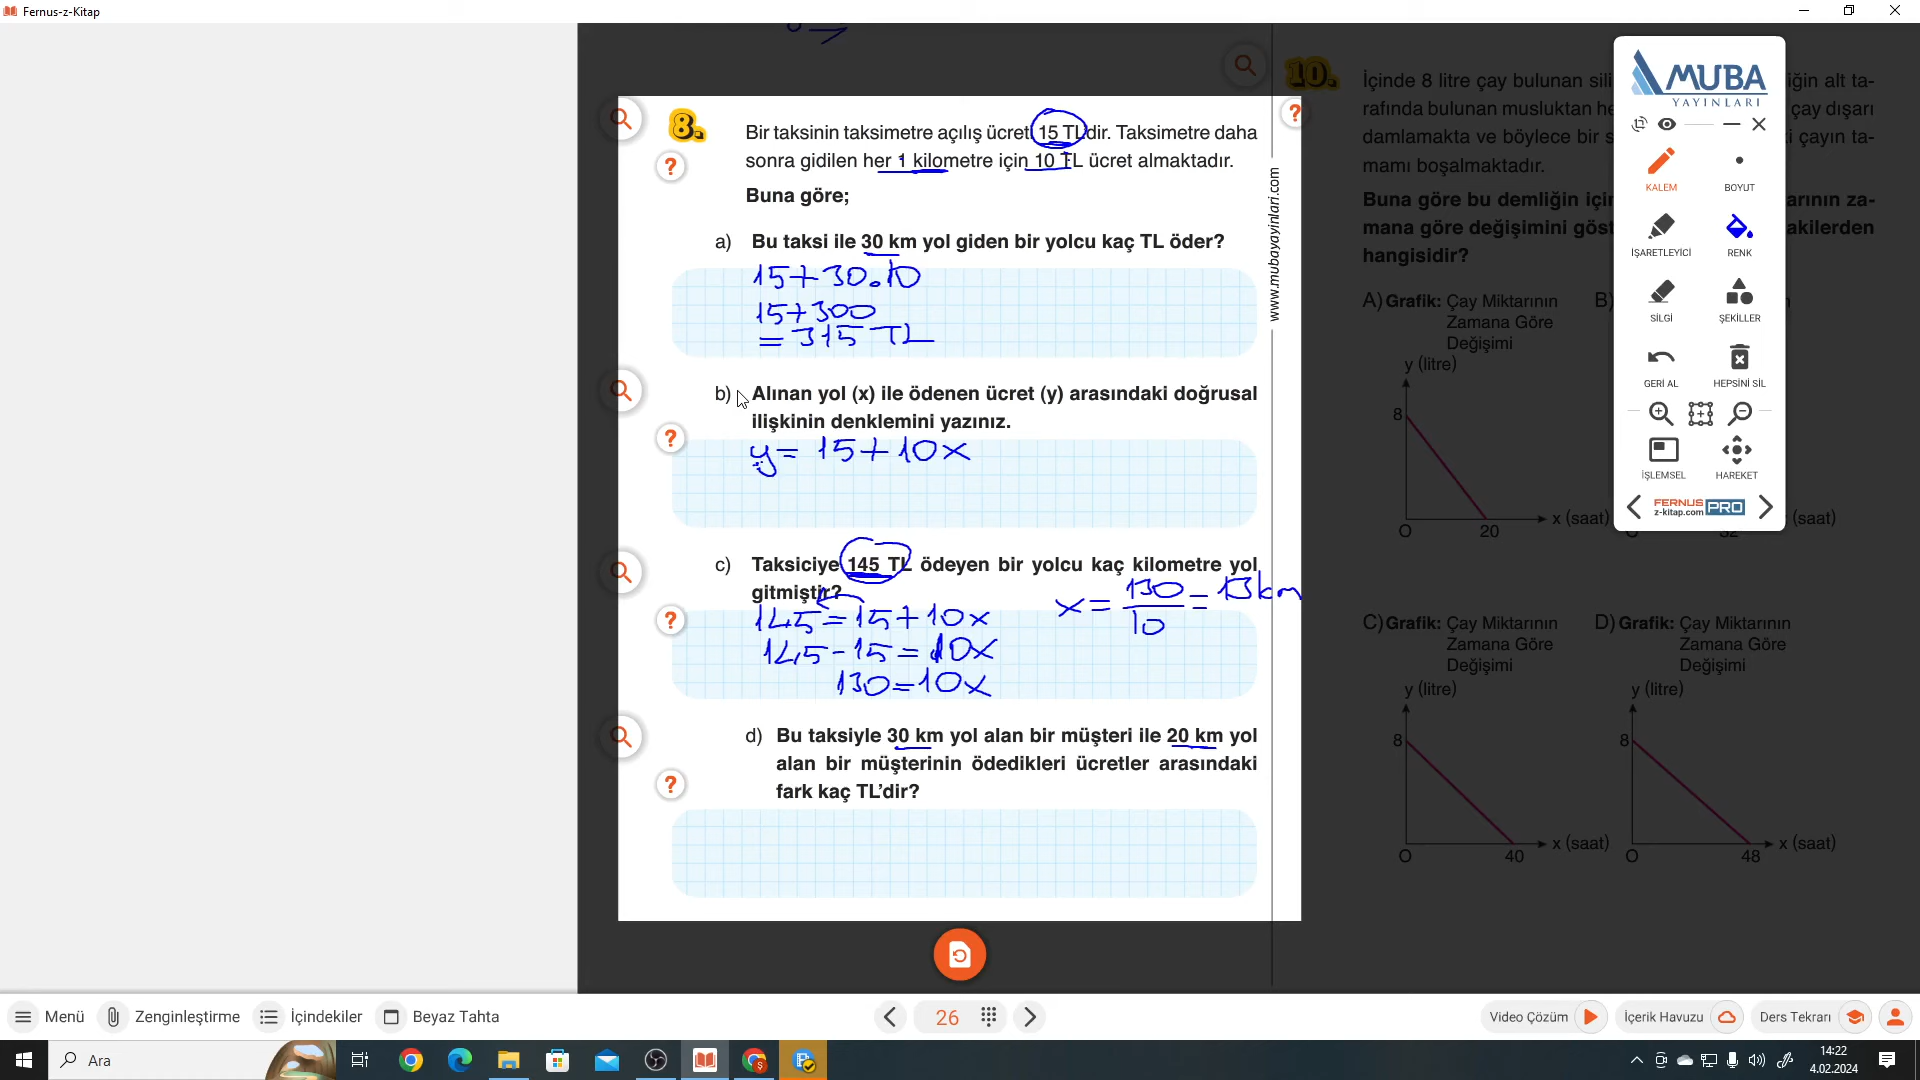 Fernus-z-Kitap
8.
Bir taksinin taksimetre açılış ücreti 15 TL'dir. Taksimetre daha
sonra gidilen her 1 kilometre için 10 TL ücret almaktadır.
Buna göre;
a) Bu taksi ile 30 km yol giden bir yolcu kaç TL öder?
15+30.10
15+300
= 315 TL
b) Alınan yol (x) ile ödenen ücret (y) arasındaki doğrusal
ilişkinin denklemini yazınız.
y = 15+10x
c) Taksiciye 145 TL ödeyen bir yolcu kaç kilometre yol
gitmiştir?
145=15+10x
145-15=10x
130=10x
x = 130/10 = 13 km
d) Bu taksiyle 30 km yol alan bir müşteri ile 20 km yol
alan bir müşterinin ödedikleri ücretler arasındaki
fark kaç TL'dir?
www.mubayayinlari.com
10.
İçinde 8 litre çay bulunan
rafında bulunan musluktan
damlamakta ve böylece bir
mamı boşalmaktadır.
iğin alt ta-
çay dışarı
çayın ta-
Buna göre bu demliğin
mana göre değişimini
hangisidir?
arının za-
akilerden
A) Grafik: Çay Miktarının
Zamana Göre
Değişimi
y (litre)
8
O
20
x (saat)
B)
x (saat)
C) Grafik: Çay Miktarının
Zamana Göre
Değişimi
y (litre)
8
O
40
x (saat)
D) Grafik: Çay Miktarının
Zamana Göre
Değişimi
y (litre)
8
O
48
x (saat)
MUBA
YAYINLARI
KALEM
BOYUT
İŞARETLEYİCİ
RENK
SİLGİ
ŞEKİLLER
GERİ AL
HEPSİNİ SİL
İŞLEMSEL
HAREKET
FERNUS
z-kitap.com PRO
Menü
Zenginleştirme
İçindekiler
Beyaz Tahta
26
Video Çözüm
İçerik Havuzu
Ders Tekrarı
Ara
14:22
4.02.2024